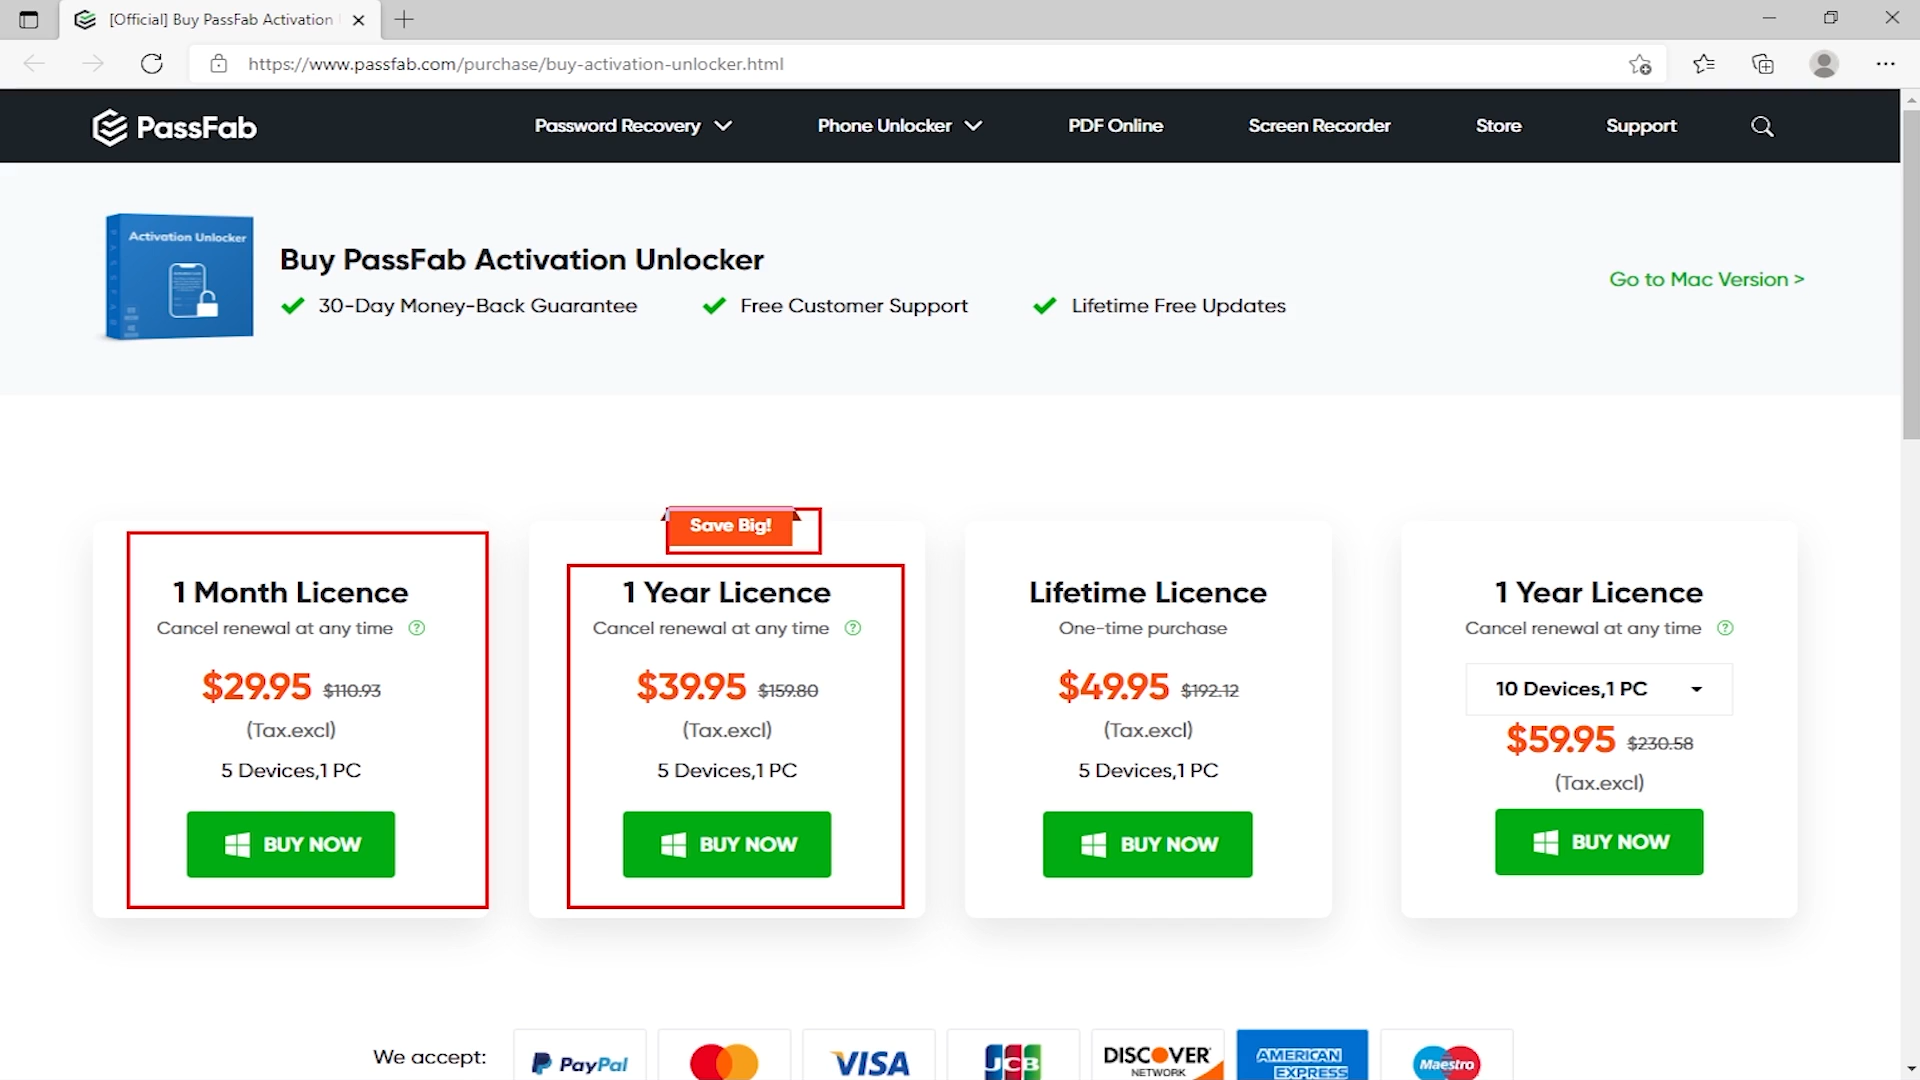 [Official] Buy PassFab Activation
https://www.passfab.com/purchase/buy-activation-unlocker.html
PassFab
Password Recovery
Phone Unlocker
PDF Online
Screen Recorder
Store
Support
Activation Unlocker
Buy PassFab Activation Unlocker
30-Day Money-Back Guarantee
Free Customer Support
Lifetime Free Updates
Go to Mac Version >
1 Month Licence
Cancel renewal at any time ?
$29.95 $110.93
(Tax.excl)
5 Devices,1 PC
BUY NOW
Save Big!
1 Year Licence
Cancel renewal at any time ?
$39.95 $159.80
(Tax.excl)
5 Devices,1 PC
BUY NOW
Lifetime Licence
One-time purchase
$49.95 $192.12
(Tax.excl)
5 Devices,1 PC
BUY NOW
1 Year Licence
Cancel renewal at any time ?
10 Devices,1 PC
$59.95 $230.58
(Tax.excl)
BUY NOW
We accept:
PayPal
VISA
JCB
DISCOVER
NETWORK
AMERICAN
EXPRESS
Maestro